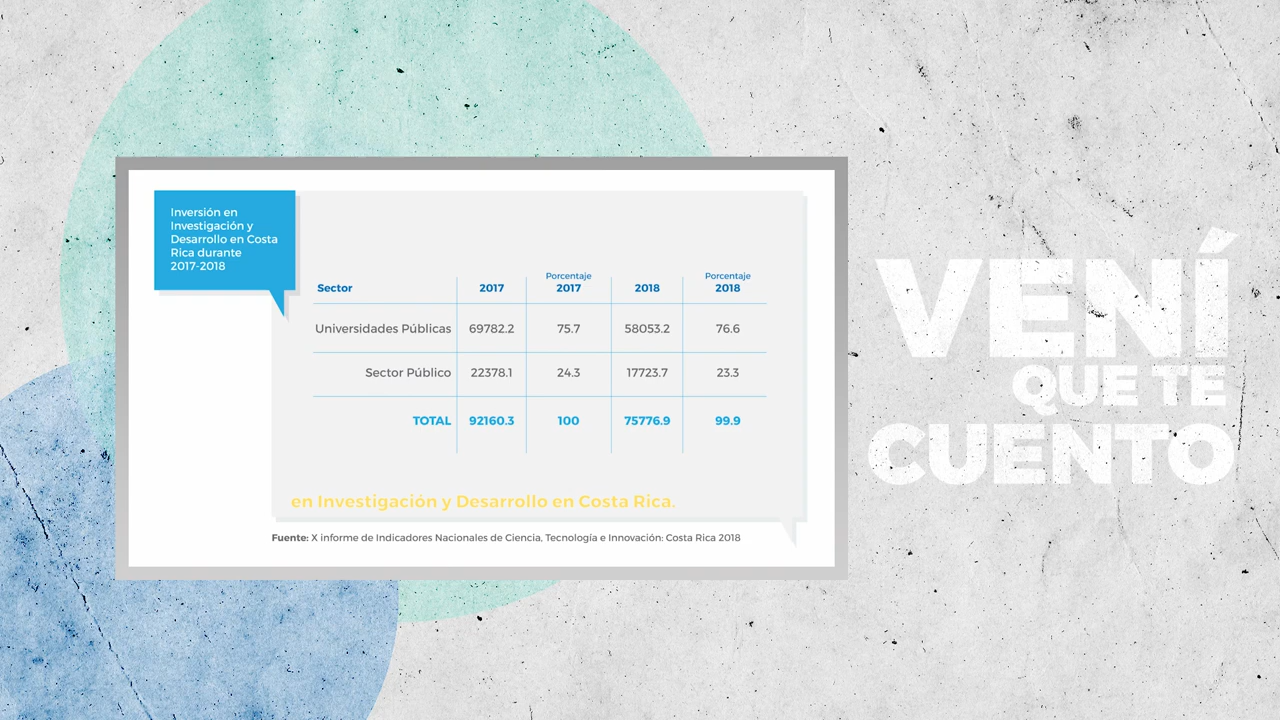 Inversión en
Investigación y
Desarrollo en Costa
Rica durante
2017-2018
Sector 2017 Porcentaje 2017 2018 Porcentaje 2018
Universidades Públicas 69782.2 75.7 58053.2 76.6
Sector Público 22378.1 24.3 17723.7 23.3
TOTAL 92160.3 100 75776.9 99.9
en Investigación y Desarrollo en Costa Rica.
Fuente: X informe de Indicadores Nacionales de Ciencia, Tecnología e Innovación: Costa Rica 2018
VENÍ
QUE TE
CUENTO